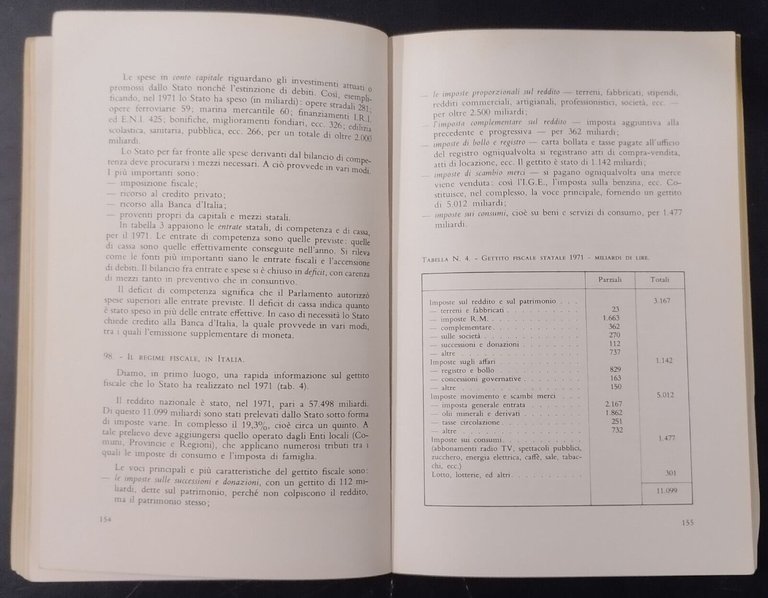 Le spese in conto capitale riguardano gli investimenti attuati o
promossi dallo Stato nonché l'estinzione di debiti. Così, esempli-
ficando, nel 1971 lo Stato ha speso (in miliardi): opere stradali 281;
opere ferroviarie 59; marina mercantile 60; finanziamenti I.R.I.
ed E.N.I. 425; bonifiche, miglioramenti fondiari, ecc. 326; edilizia
scolastica, sanitaria, pubblica, ecc. 266, per un totale di oltre 2.000
miliardi.
Lo Stato per far fronte alle spese derivanti dal bilancio di compe-
tenza deve procurarsi i mezzi necessari. A ciò provvede in vari modi.
I più importanti sono:
— imposizione fiscale;
— ricorso al credito privato;
— ricorso alla Banca d'Italia;
— proventi propri da capitali e mezzi statali.
In tabella 3 appaiono le entrate statali, di competenza e di cassa,
per il 1971. Le entrate di competenza sono quelle previste: quelle
di cassa sono quelle effettivamente conseguite nell'anno. Si rileva
come le fonti più importanti siano le entrate fiscali e l'accensione
di debiti. Il bilancio fra entrate e spese si è chiuso in deficit, con carenza
di mezzi tanto in preventivo che in consuntivo.
Il deficit di competenza significa che il Parlamento autorizzò
spese superiori alle entrate previste. Il deficit di cassa indica quanto
è stato speso in più delle entrate effettive. In caso di necessità lo Stato
chiede credito alla Banca d'Italia, la quale provvede in vari modi,
tra i quali l'emissione supplementare di moneta.
98. - Il regime fiscale, in Italia.
Diamo, in primo luogo, una rapida informazione sul gettito
fiscale che lo Stato ha realizzato nel 1971 (tab. 4).
Il reddito nazionale è stato, nel 1971, pari a 57.498 miliardi.
Di questo 11.099 miliardi sono stati prelevati dallo Stato sotto forma
di imposte varie. In complesso il 19,3%, cioè circa un quinto. A
tale prelievo deve aggiungersi quello operato dagli Enti locali (Co-
muni, Provincie e Regioni), che applicano numerosi tributi tra i
quali le imposte di consumo e l'imposta di famiglia.
Le voci principali e più caratteristiche del gettito fiscale sono:
— le imposte sulle successioni e donazioni, con un gettito di 112 mi-
liardi, dette sul patrimonio, perché non colpiscono il reddito,
ma il patrimonio stesso;
154
— le imposte proporzionali sul reddito — terreni, fabbricati, stipendi,
redditi commerciali, artigianali, professionisti, società, ecc. —
per oltre 2.500 miliardi;
— l'imposta complementare sul reddito — imposta aggiuntiva alla
precedente e progressiva — per 362 miliardi;
— imposte di bollo e registro — carta bollata e tasse pagate all'ufficio
del registro ogniqualvolta si registrano atti di compra-vendita,
atti di locazione, ecc. Il gettito è stato di 1.142 miliardi;
— imposte di scambio merci — si pagano ogniqualvolta una merce
viene venduta: così l'I.G.E., l'imposta sulla benzina, ecc. Co-
stituisce, nel complesso, la voce principale, fornendo un gettito
di 5.012 miliardi;
— imposte sui consumi, cioè su beni e servizi di consumo, per 1.477
miliardi.
Tabella N. 4. - Gettito fiscale statale 1971 - miliardi di lire.
Parziali Totali
Imposte sul reddito e sul patrimonio . . . 3.167
— terreni e fabbricati . . . . . . . . . 23
— imposta R.M. . . . . . . . . . . 1.663
— complementare . . . . . . . . . . 362
— sulle società . . . . . . . . . . . 270
— successioni e donazioni . . . . . . . 112
— altre . . . . . . . . . . . . . . 737
Imposte sugli affari . . . . . . . . . . 1.142
— registro e bollo . . . . . . . . . . 829
— concessioni governative . . . . . . . 163
— altre . . . . . . . . . . . . . . 150
Imposte movimento e scambi merci . . . . 5.012
— imposta generale entrata . . . . . . . 2.167
— olii minerali e derivati . . . . . . . 1.862
— tasse circolazione . . . . . . . . . 251
— altre . . . . . . . . . . . . . . 732
Imposte sui consumi . . . . . . . . . . 1.477
(abbonamenti radio TV, spettacoli pubblici,
zucchero, energia elettrica, caffè, sale, tabac-
chi, ecc.)
Lotto, lotterie, ed altri . . . . . . . . . 301
11.099
155